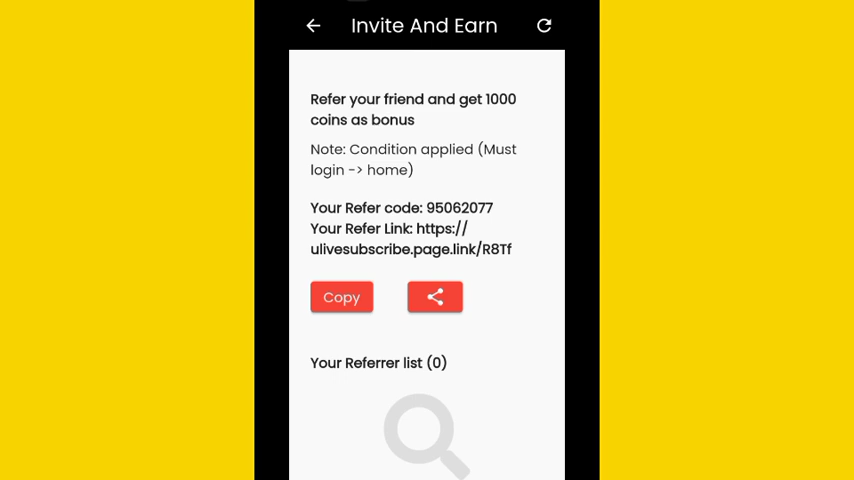 Invite And Earn
Refer your friend and get 1000
coins as bonus
Note: Condition applied (Must
login -> home)
Your Refer code: 95062077
Your Refer Link: https://
ulivesubscribe.page.link/R8Tf
Copy
Your Referrer list (0)